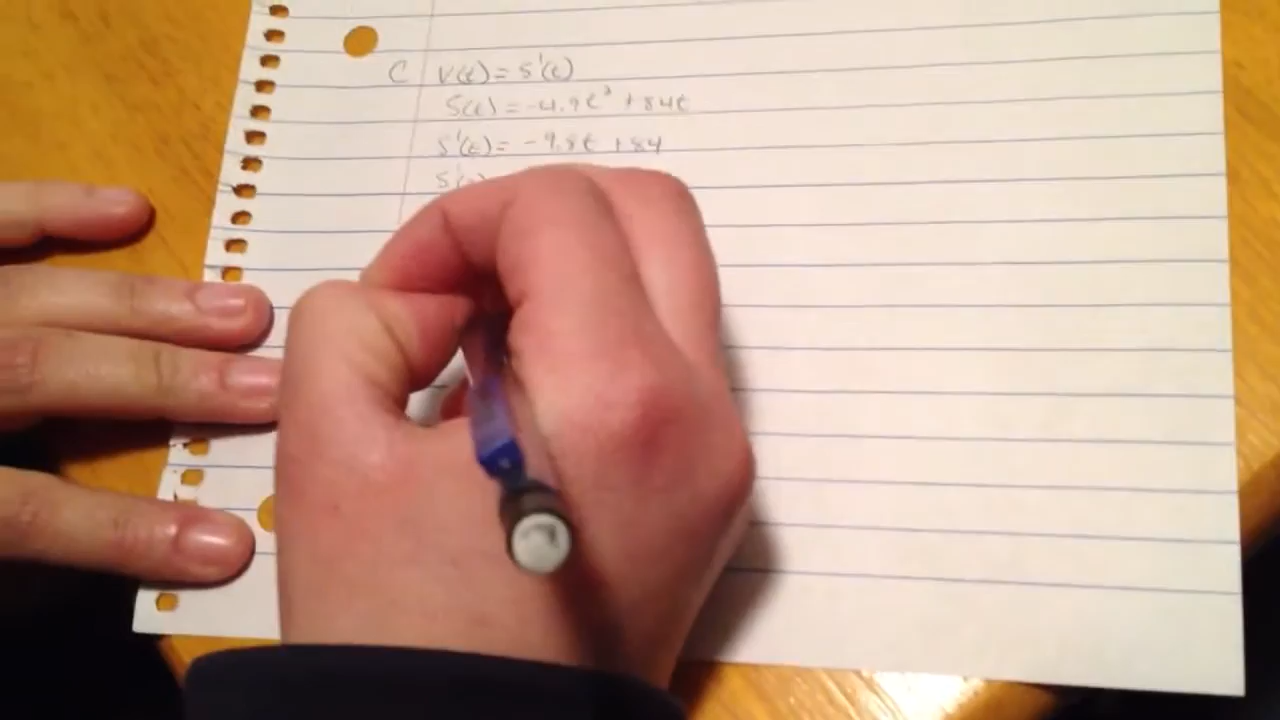 C V(t) = S'(t)
S(t) = -4.9t² + 84t
S'(t) = -9.8t + 84
S'(